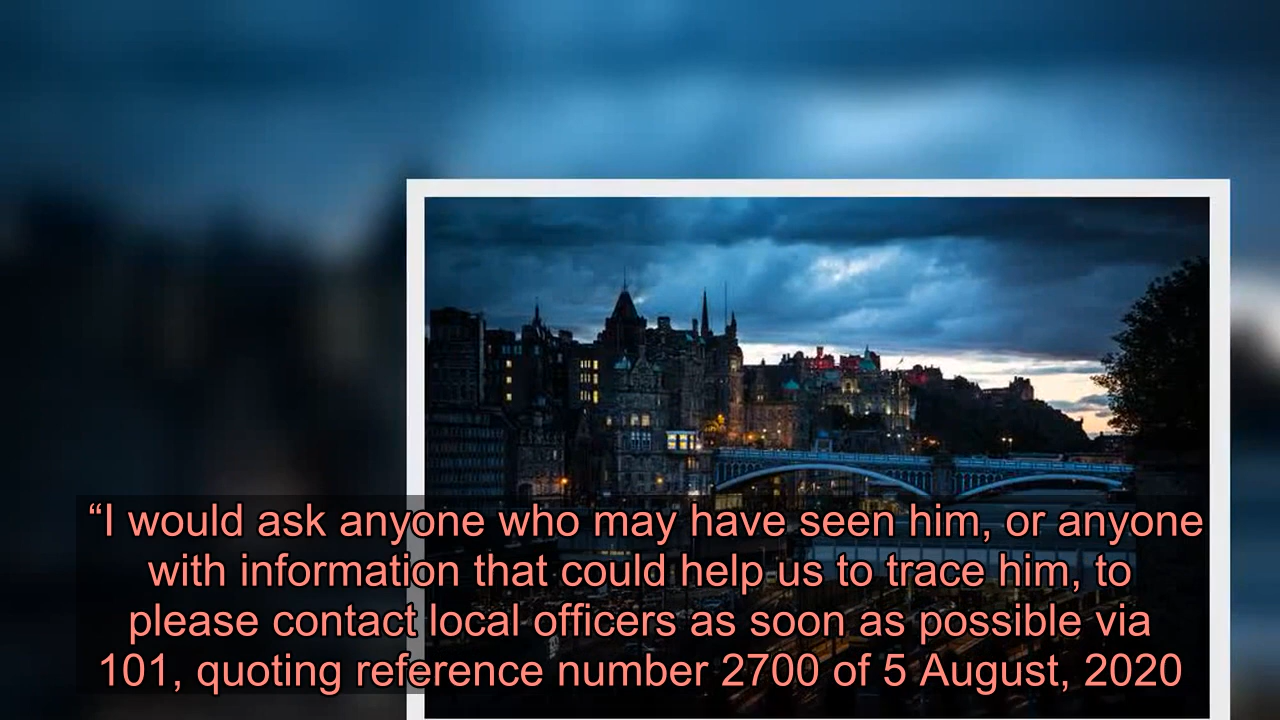 “I would ask anyone who may have seen him, or anyone
with information that could help us to trace him, to
please contact local officers as soon as possible via
101, quoting reference number 2700 of 5 August, 2020